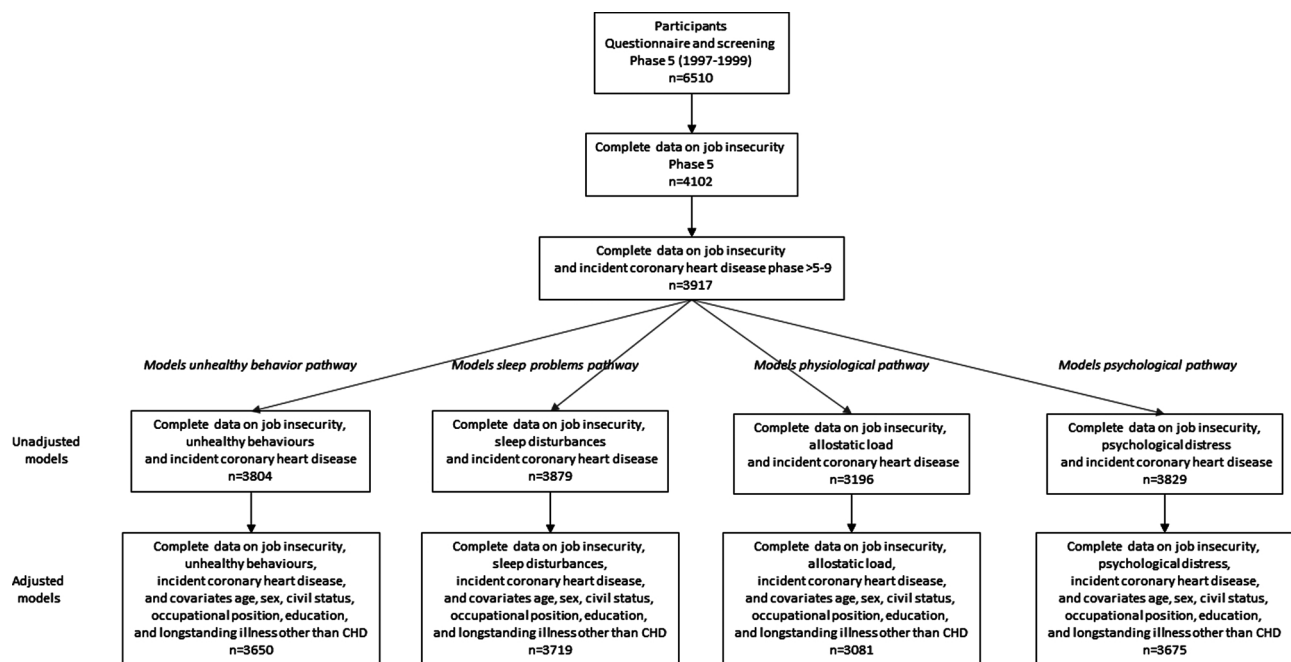 Participants
Questionnaire and screening
Phase 5 (1997-1999)
n=6510
Complete data on job insecurity
Phase 5
n=4102
Complete data on job insecurity
and incident coronary heart disease phase >5-9
n=3917
Models unhealthy behavior pathway
Models sleep problems pathway
Models physiological pathway
Models psychological pathway
Unadjusted
models
Complete data on job insecurity,
unhealthy behaviours
and incident coronary heart disease
n=3804
Complete data on job insecurity,
sleep disturbances
and incident coronary heart disease
n=3879
Complete data on job insecurity,
allostatic load
and incident coronary heart disease
n=3196
Complete data on job insecurity,
psychological distress
and incident coronary heart disease
n=3829
Adjusted
models
Complete data on job insecurity,
unhealthy behaviours,
incident coronary heart disease,
and covariates age, sex, civil status,
occupational position, education,
and longstanding illness other than CHD
n=3650
Complete data on job insecurity,
sleep disturbances,
incident coronary heart disease,
and covariates age, sex, civil status,
occupational position, education,
and longstanding illness other than CHD
n=3719
Complete data on job insecurity,
allostatic load,
incident coronary heart disease,
and covariates age, sex, civil status,
occupational position, education,
and longstanding illness other than CHD
n=3081
Complete data on job insecurity,
psychological distress,
incident coronary heart disease,
and covariates age, sex, civil status,
occupational position, education,
and longstanding illness other than CHD
n=3675